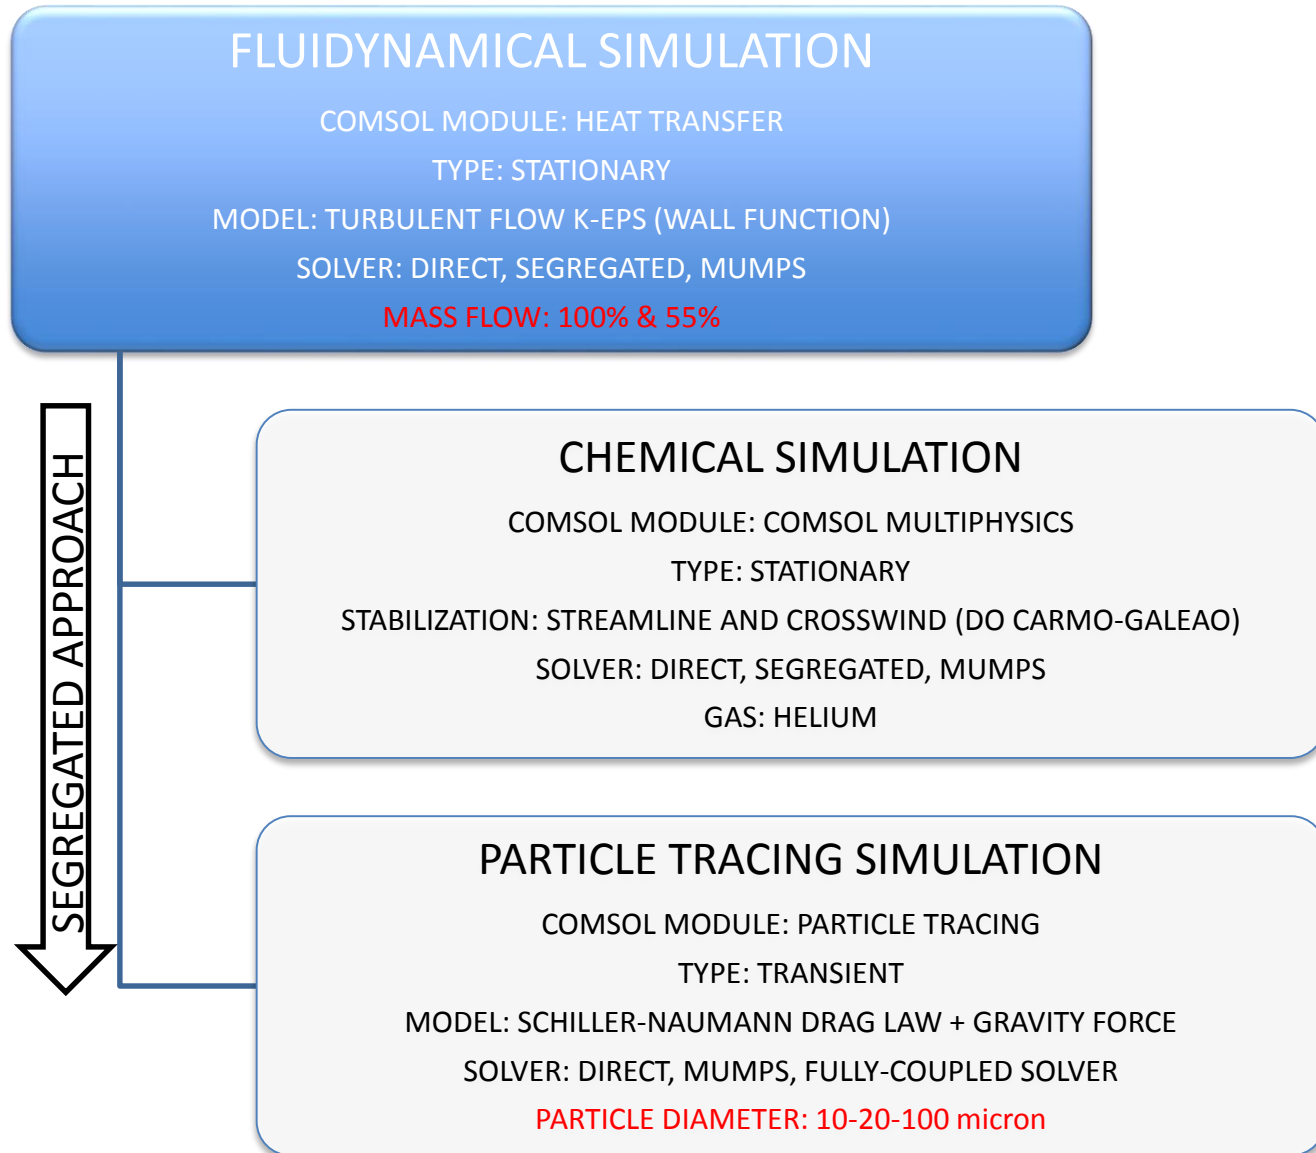 FLUIDYNAMICAL SIMULATION
COMSOL MODULE: HEAT TRANSFER
TYPE: STATIONARY
MODEL: TURBULENT FLOW K-EPS (WALL FUNCTION)
SOLVER: DIRECT, SEGREGATED, MUMPS
MASS FLOW: 100% & 55%
SEGREGATED APPROACH
CHEMICAL SIMULATION
COMSOL MODULE: COMSOL MULTIPHYSICS
TYPE: STATIONARY
STABILIZATION: STREAMLINE AND CROSSWIND (DO CARMO-GALEAO)
SOLVER: DIRECT, SEGREGATED, MUMPS
GAS: HELIUM
PARTICLE TRACING SIMULATION
COMSOL MODULE: PARTICLE TRACING
TYPE: TRANSIENT
MODEL: SCHILLER-NAUMANN DRAG LAW + GRAVITY FORCE
SOLVER: DIRECT, MUMPS, FULLY-COUPLED SOLVER
PARTICLE DIAMETER: 10-20-100 micron